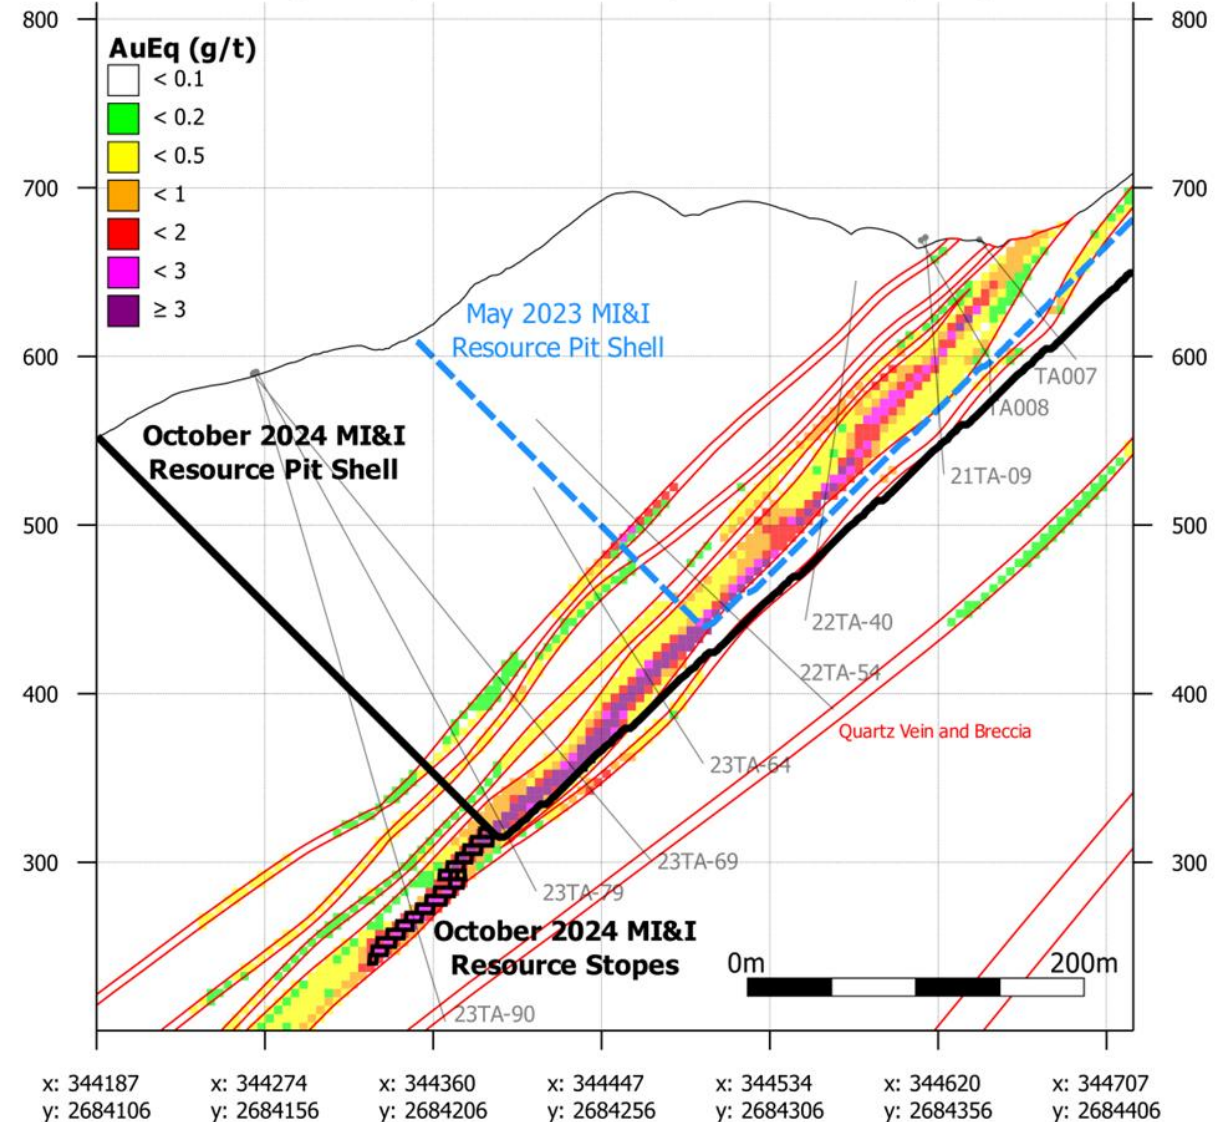 800
800
AuEq (g/t)
< 0.1
< 0.2
< 0.5
< 1
< 2
< 3
≥ 3
700
700
May 2023 MI&I
Resource Pit Shell
600
600
TA007
TA008
October 2024 MI&I
Resource Pit Shell
21TA-09
500
500
22TA-40
22TA-54
400
400
Quartz Vein and Breccia
23TA-64
300
300
23TA-69
23TA-79
October 2024 MI&I
Resource Stopes
0m
200m
23TA-90
x: 344187
y: 2684106
x: 344274
y: 2684156
x: 344360
y: 2684206
x: 344447
y: 2684256
x: 344534
y: 2684306
x: 344620
y: 2684356
x: 344707
y: 2684406